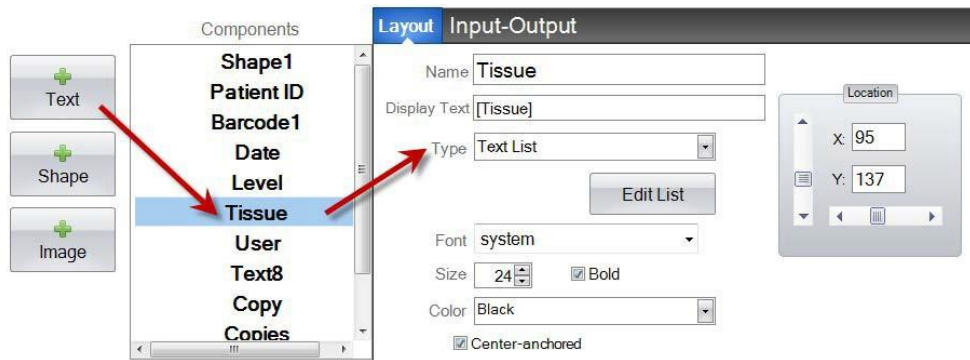 Components
Text
Shape
Image
Shape1
Patient ID
Barcode1
Date
Level
Tissue
User
Text8
Copy
Copies
Layout Input-Output
Name Tissue
Display Text [Tissue]
Type Text List
Edit List
Font system
Size 24 Bold
Color Black
Center-anchored
Location
X: 95
Y: 137